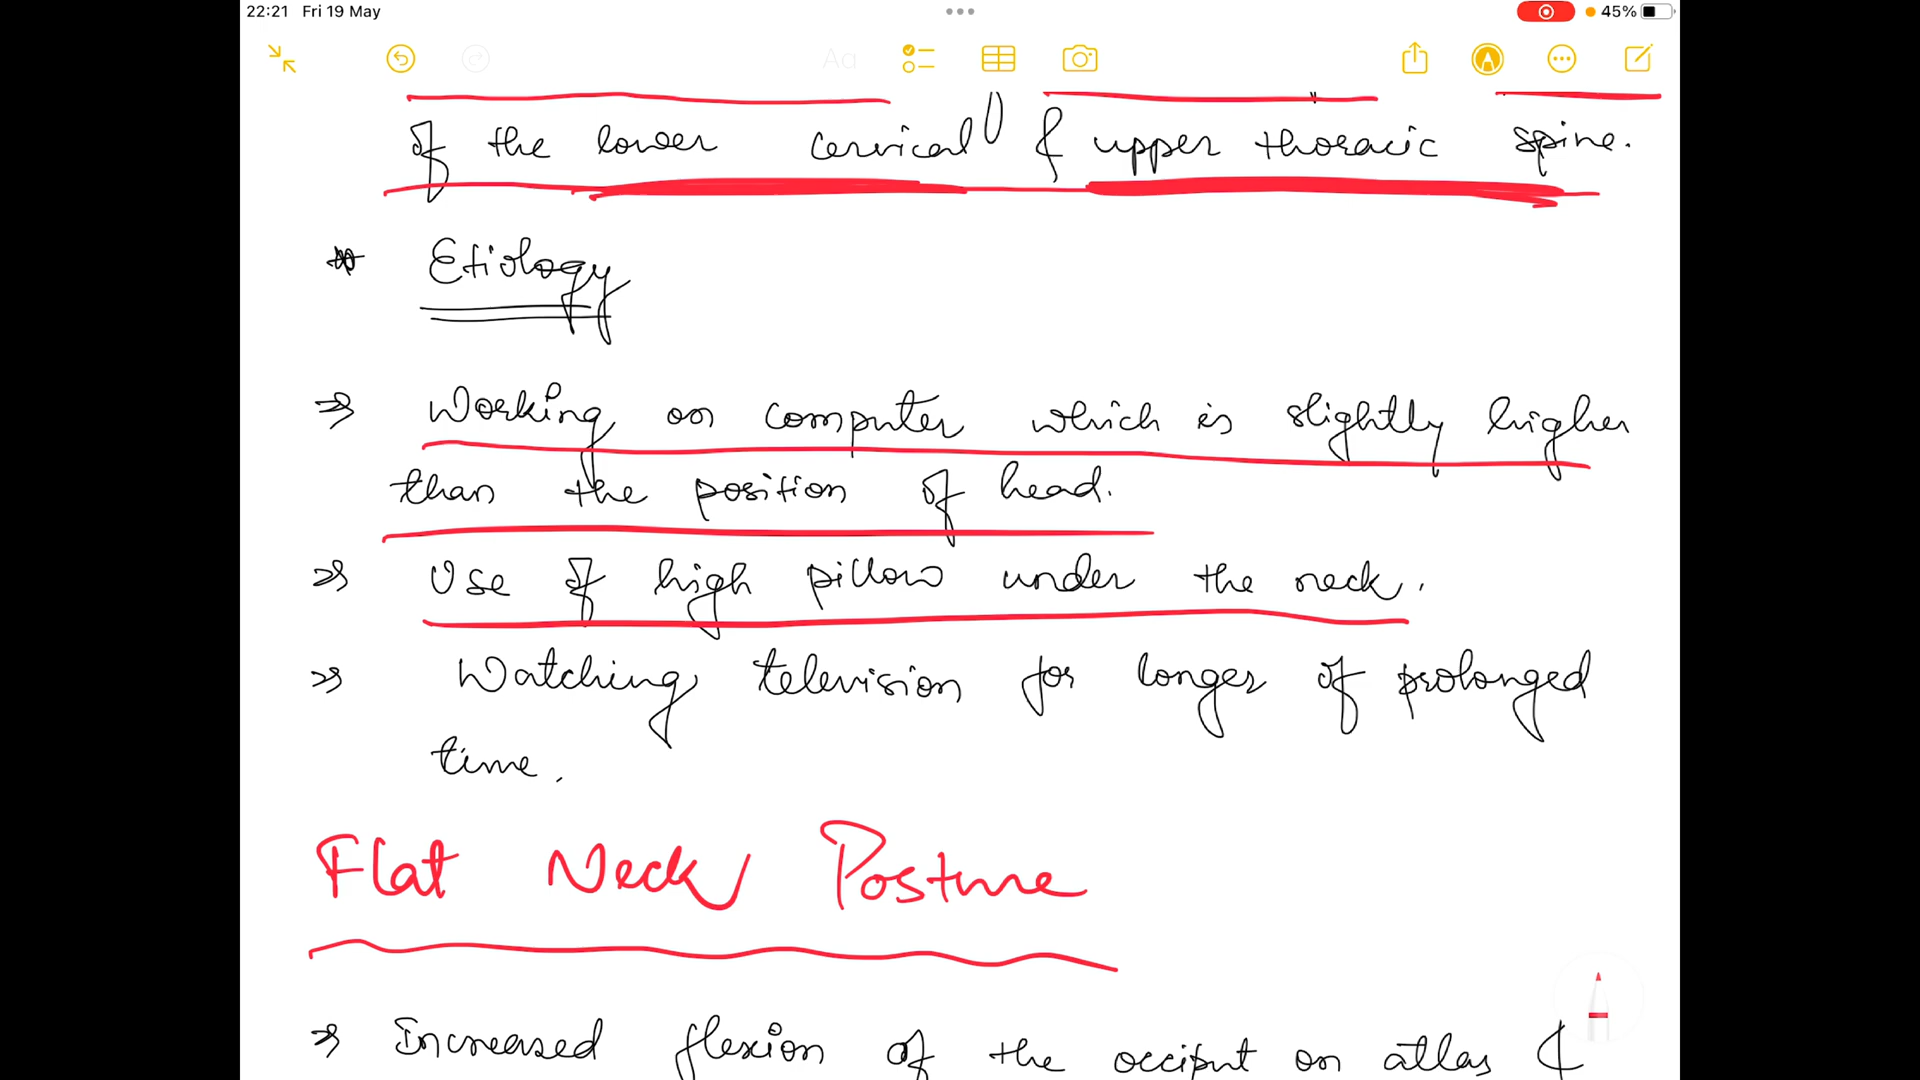 22:21 Fri 19 May
45%
Aa
of the lower cervical & upper thoracic spine.
Etiology
Working on computer which is slightly higher
than the position of head.
Use of high pillow under the neck.
Watching television for longer of prolonged
time.
Flat Neck Posture
Increased flexion of the occiput on atlas &